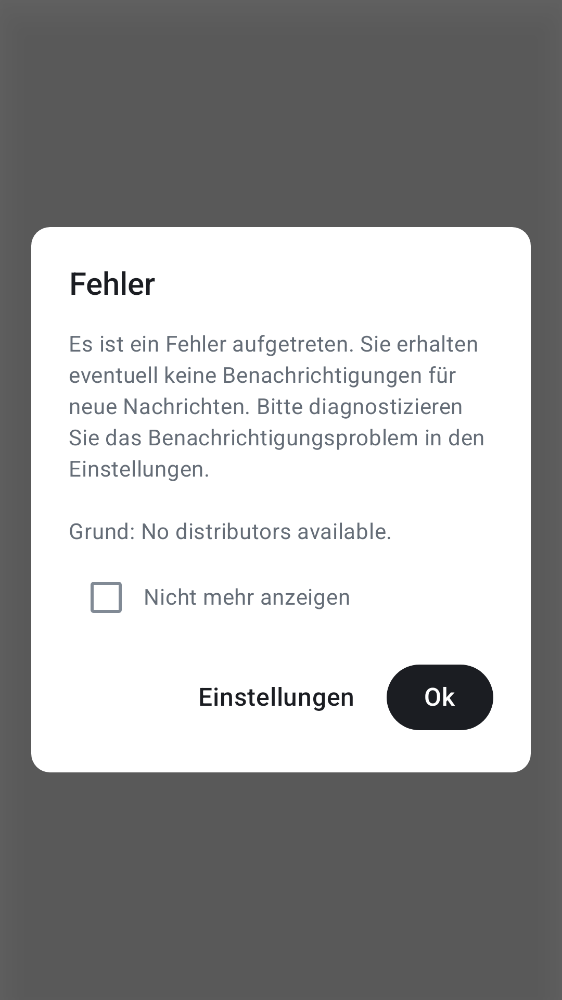 Fehler
Es ist ein Fehler aufgetreten. Sie erhalten
eventuell keine Benachrichtigungen für
neue Nachrichten. Bitte diagnostizieren
Sie das Benachrichtigungsproblem in den
Einstellungen.
Grund: No distributors available.
Nicht mehr anzeigen
Einstellungen
Ok